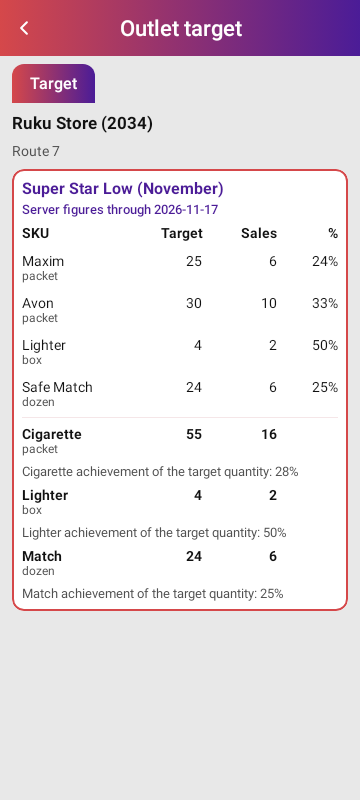 Outlet target
Target
Ruku Store (2034)
Route 7
Super Star Low (November)
Server figures through 2026-11-17
SKU Target Sales %
Maxim 25 6 24%
packet
Avon 30 10 33%
packet
Lighter 4 2 50%
box
Safe Match 24 6 25%
dozen
Cigarette 55 16
packet
Cigarette achievement of the target quantity: 28%
Lighter 4 2
box
Lighter achievement of the target quantity: 50%
Match 24 6
dozen
Match achievement of the target quantity: 25%